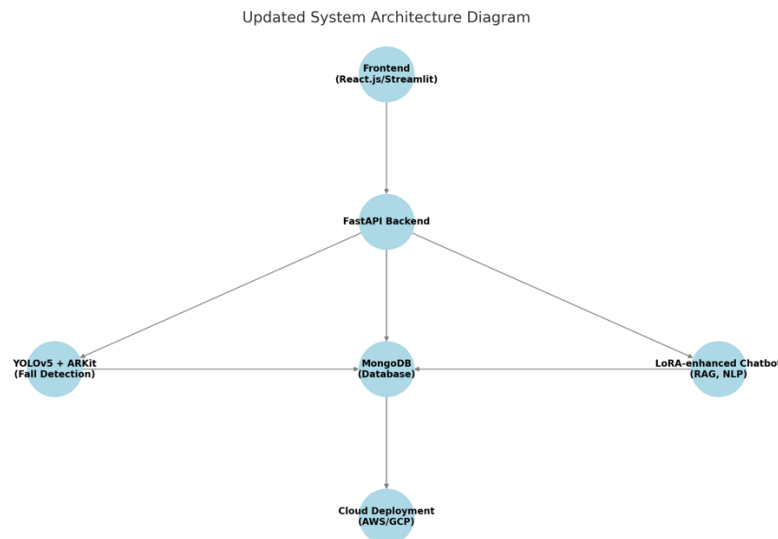 Updated System Architecture Diagram
Frontend
(React.js/Streamlit)
FastAPI Backend
YOLOv5 + ARKit
(Fall Detection)
MongoDB
(Database)
LoRA-enhanced Chatbot
(RAG, NLP)
Cloud Deployment
(AWS/GCP)